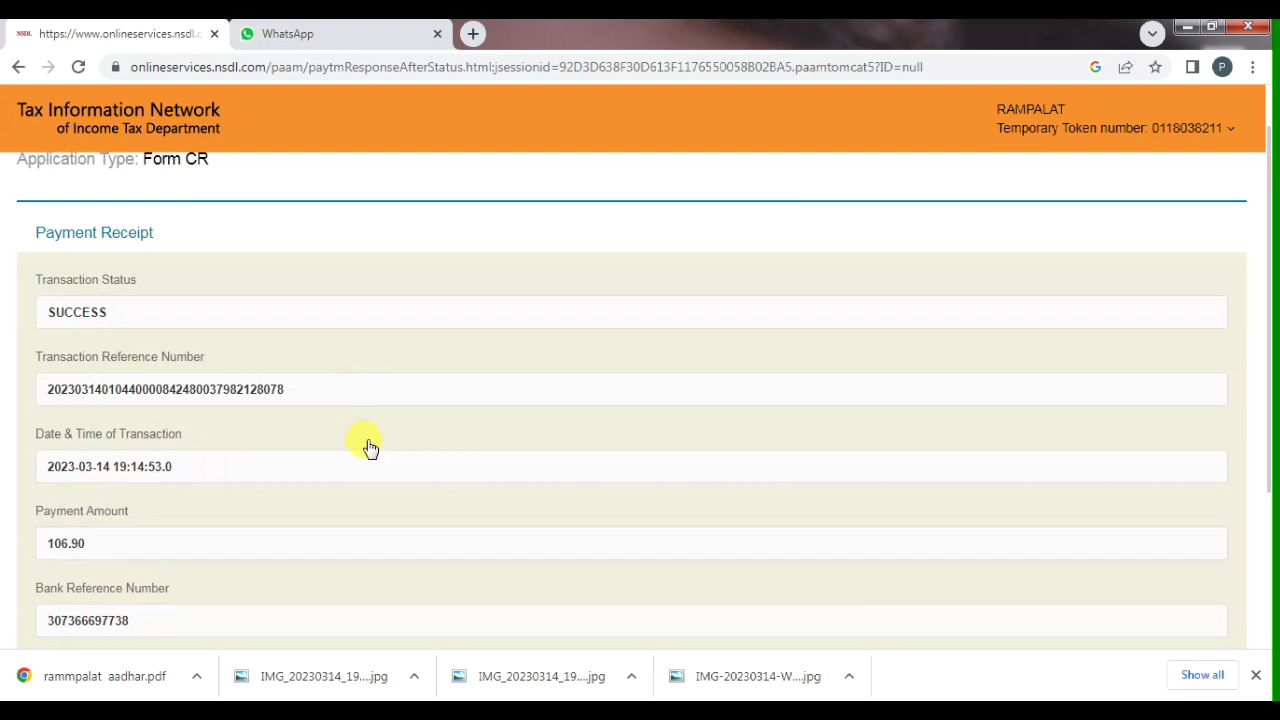 NSDL https://www.onlineservices.nsdl.c
WhatsApp
onlineservices.nsdl.com/paam/paytmResponseAfterStatus.html;jsessionid=92D3D638F30D613F1176550058B02BA5.paamtomcat5?ID=null
P
Tax Information Network
of Income Tax Department
RAMPALAT
Temporary Token number: 0118038211
Application Type: Form CR
Payment Receipt
Transaction Status
SUCCESS
Transaction Reference Number
20230314010440000842480037982128078
Date & Time of Transaction
2023-03-14 19:14:53.0
Payment Amount
106.90
Bank Reference Number
307366697738
rammpalat aadhar.pdf
IMG_20230314_19....jpg
IMG_20230314_19....jpg
IMG-20230314-W....jpg
Show all